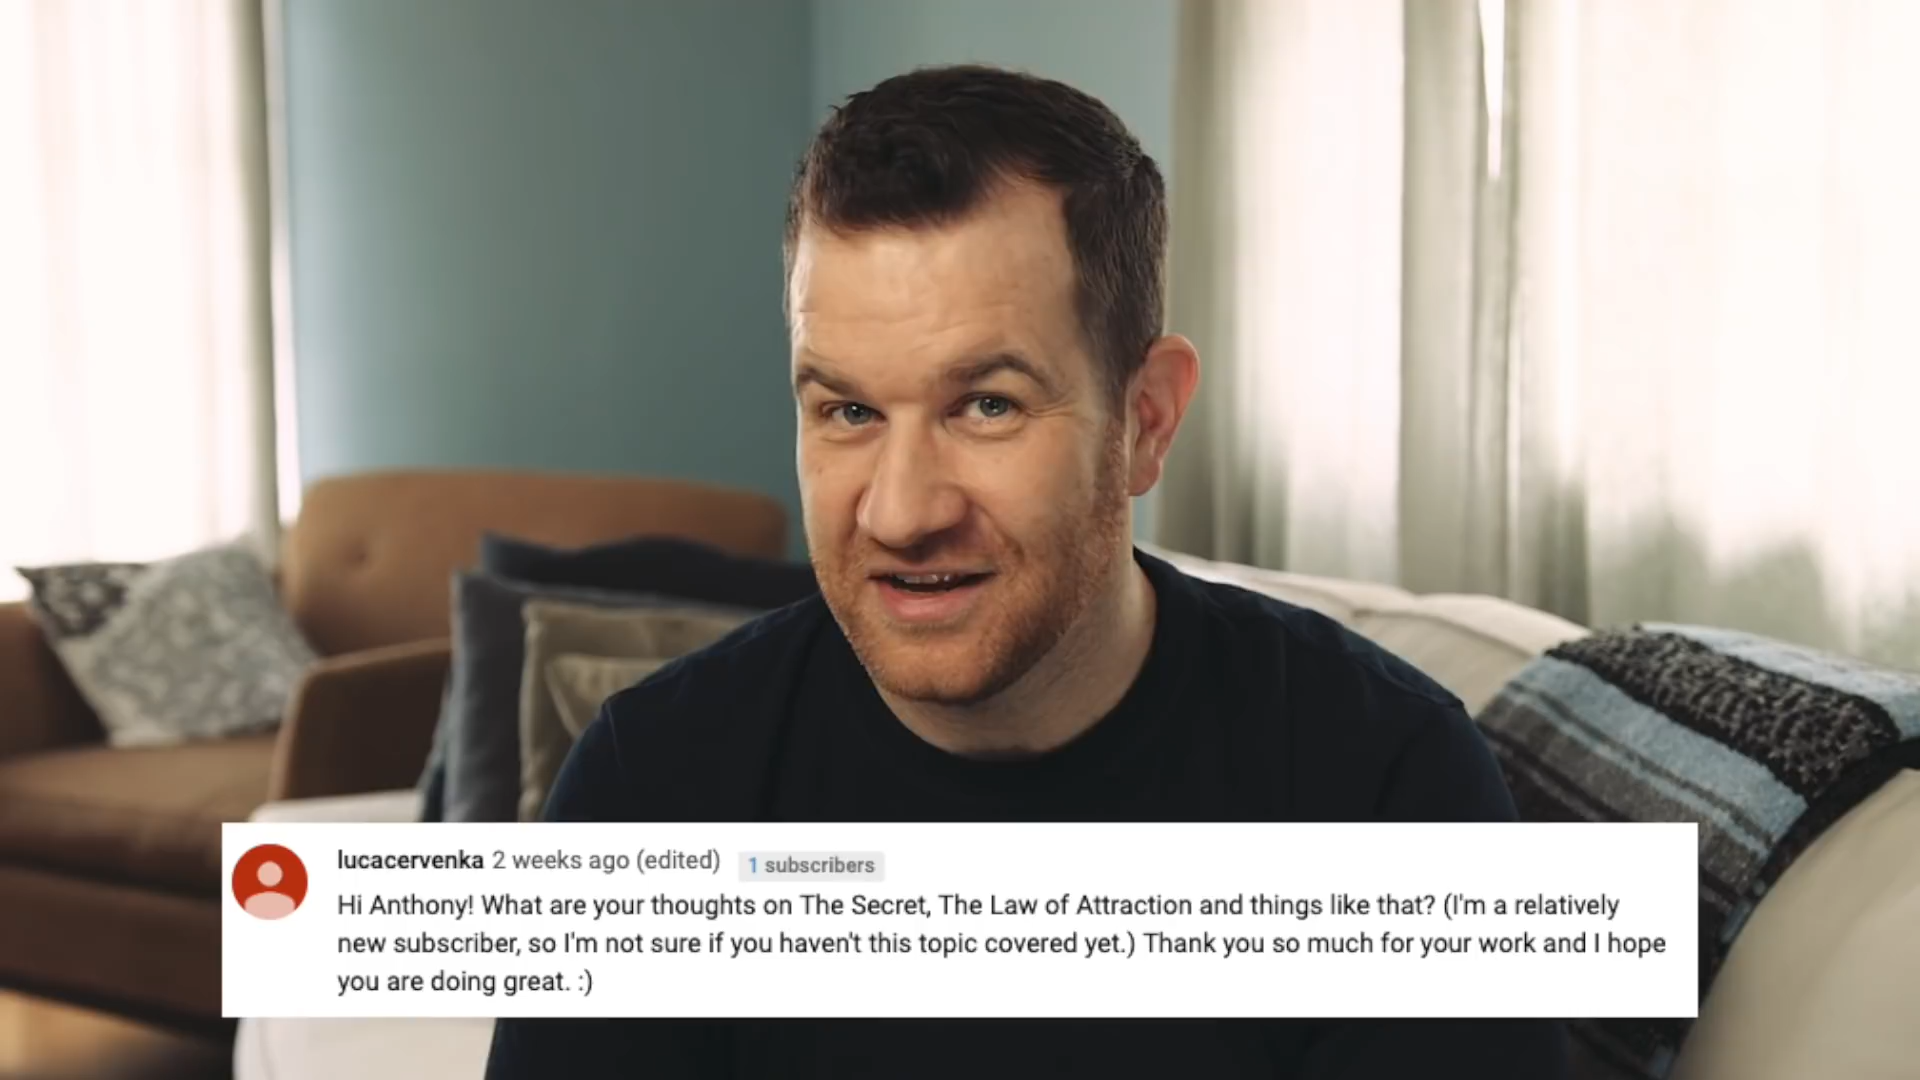 lucacervenka 2 weeks ago (edited) 1 subscribers
Hi Anthony! What are your thoughts on The Secret, The Law of Attraction and things like that? (I'm a relatively
new subscriber, so I'm not sure if you haven't this topic covered yet.) Thank you so much for your work and I hope
you are doing great. :)